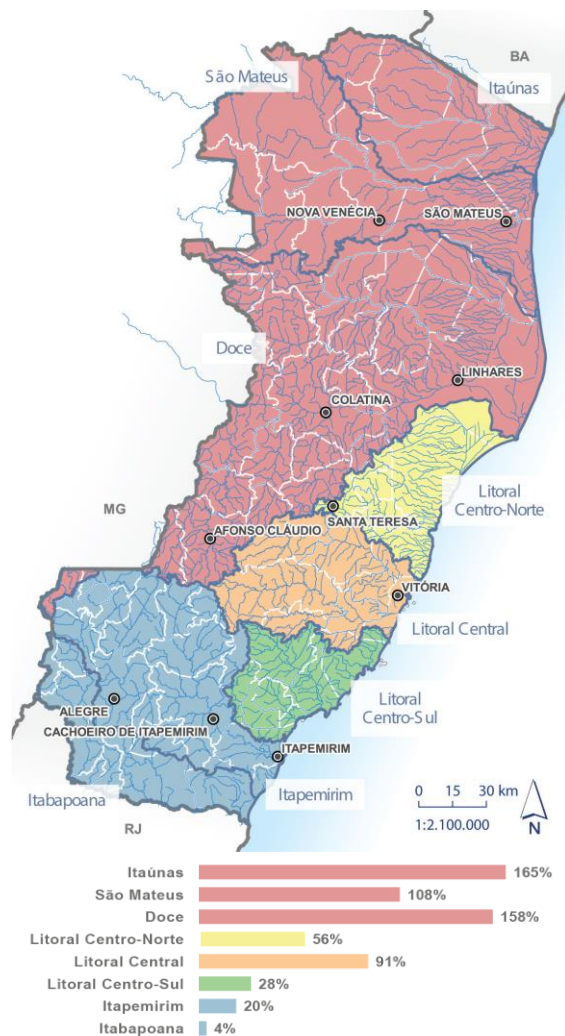 BA
São Mateus
Itaúnas
NOVA VENÉCIA
SÃO MATEUS
Doce
LINHARES
COLATINA
Litoral
Centro-Norte
MG
SANTA TERESA
AFONSO CLÁUDIO
VITÓRIA
Litoral Central
Litoral
Centro-Sul
ALEGRE
CACHOEIRO DE ITAPEMIRIM
ITAPEMIRIM
Itabapoana
Itapemirim
RJ
0 15 30 km
1:2.100.000
N
Itaúnas 165%
São Mateus 108%
Doce 158%
Litoral Centro-Norte 56%
Litoral Central 91%
Litoral Centro-Sul 28%
Itapemirim 20%
Itabapoana 4%